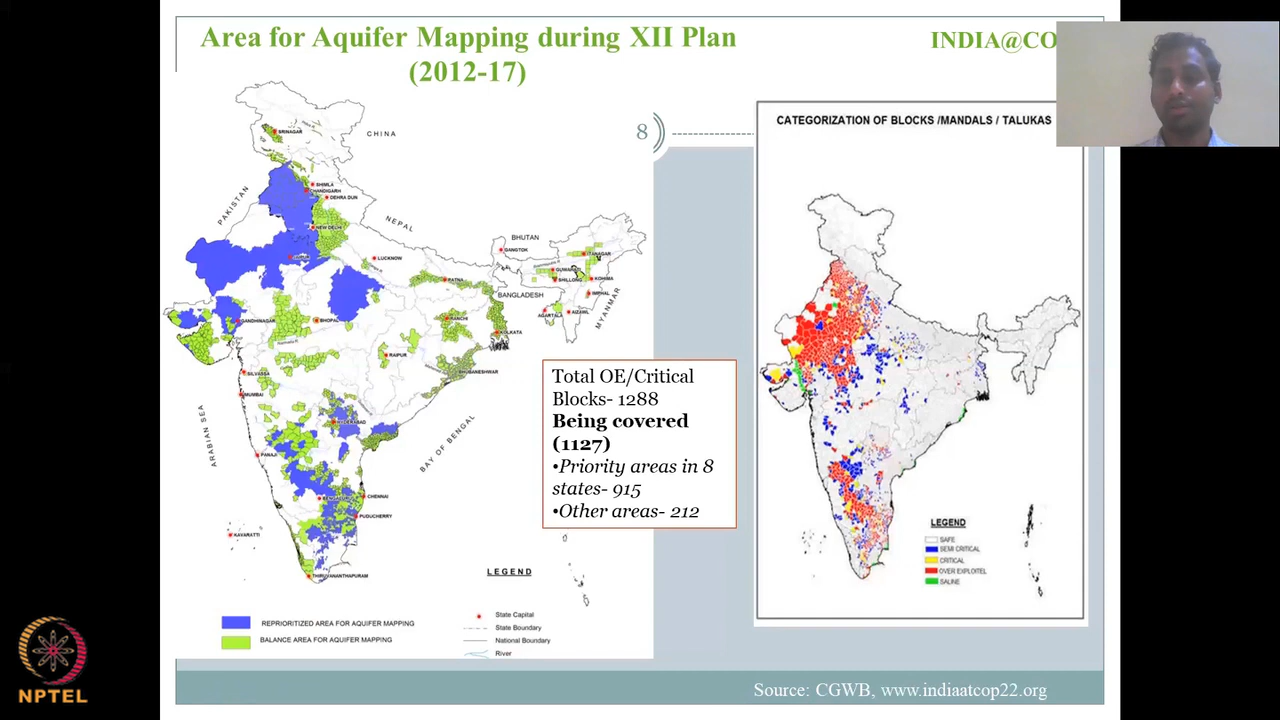 Area for Aquifer Mapping during XII Plan
(2012-17)
INDIA@CO
8
CATEGORIZATION OF BLOCKS /MANDALS / TALUKAS
CHINA
PAKISTAN
NEPAL
BHUTAN
BANGLADESH
MYANMAR
ARABIAN SEA
BAY OF BENGAL
SRINAGAR
SHIMLA
CHANDIGARH
DEHRA DUN
NEW DELHI
JAIPUR
LUCKNOW
GANGTOK
ITANAGAR
GUWAHATI
SHILLONG
KOHIMA
IMPHAL
AGARTALA
AIZAWL
PATNA
RANCHI
KOLKATA
GANDHINAGAR
BHOPAL
RAIPUR
BHUBANESHWAR
SILVASSA
MUMBAI
HYDERABAD
PANAJI
BENGALURU
CHENNAI
PUDUCHERRY
KAVARATTI
THIRUVANANTHAPURAM
Total OE/Critical
Blocks- 1288
Being covered
(1127)
•Priority areas in 8
states- 915
•Other areas- 212
LEGEND
REPRIORITIZED AREA FOR AQUIFER MAPPING
BALANCE AREA FOR AQUIFER MAPPING
State Capital
State Boundary
National Boundary
River
LEGEND
SAFE
SEMI CRITICAL
CRITICAL
OVER EXPLOITEL
SALINE
Source: CGWB, www.indiaatcop22.org
NPTEL